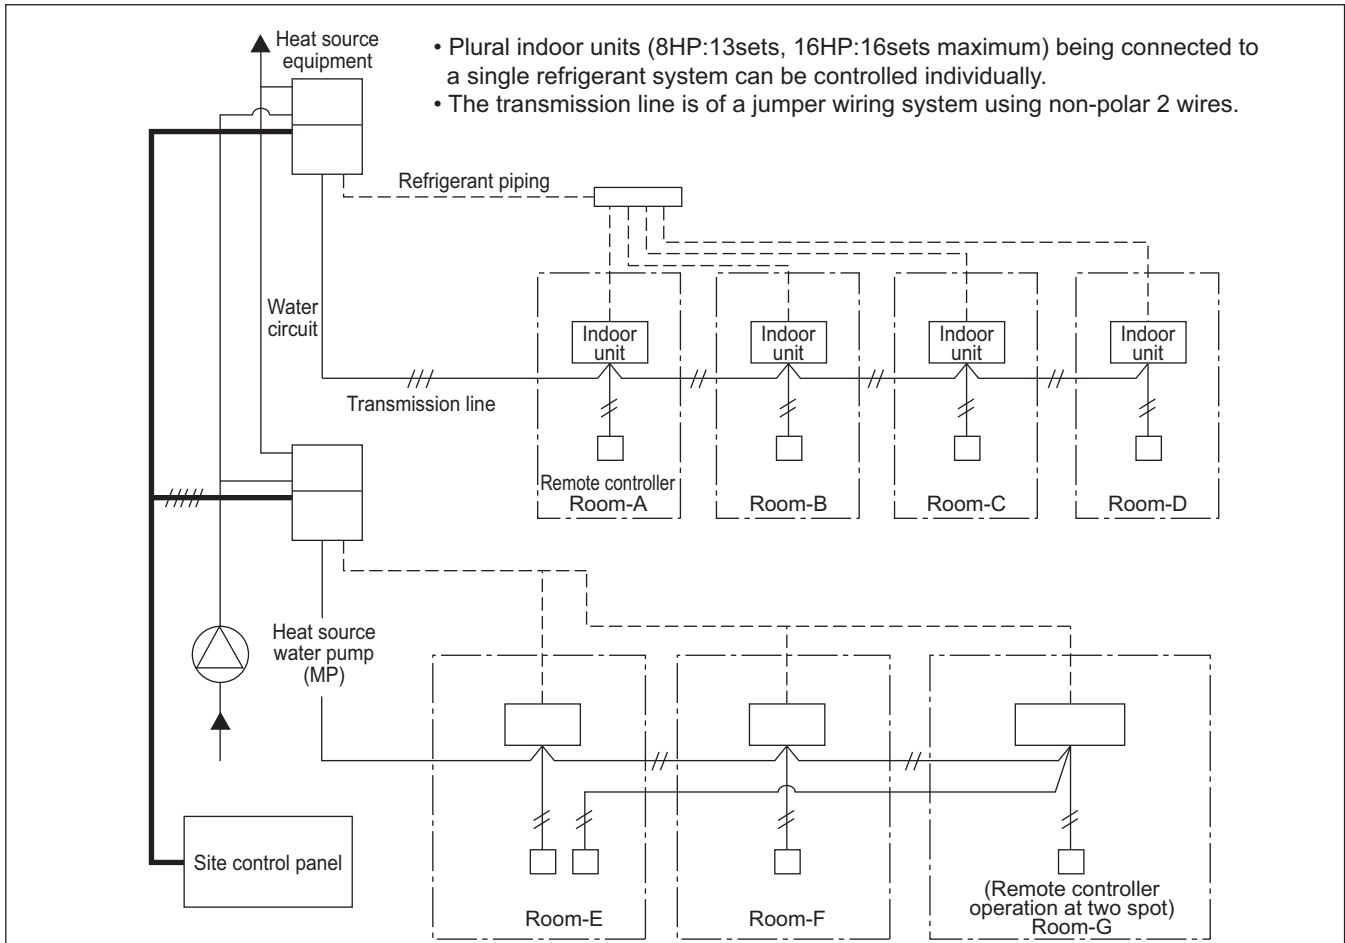 Heat source
equipment
• Plural indoor units (8HP:13sets, 16HP:16sets maximum) being connected to
a single refrigerant system can be controlled individually.
• The transmission line is of a jumper wiring system using non-polar 2 wires.
Refrigerant piping
Water
circuit
Indoor
unit
Indoor
unit
Indoor
unit
Indoor
unit
Transmission line
Remote controller
Room-A
Room-B
Room-C
Room-D
Heat source
water pump
(MP)
Site control panel
Room-E
Room-F
(Remote controller
operation at two spot)
Room-G